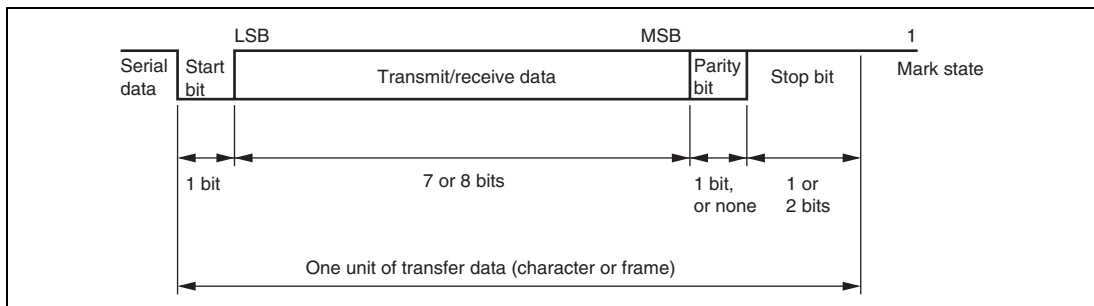 LSB
MSB
1
Serial
data
Start
bit
Transmit/receive data
Parity
bit
Stop bit
Mark state
1 bit
7 or 8 bits
1 bit,
or none
1 or
2 bits
One unit of transfer data (character or frame)